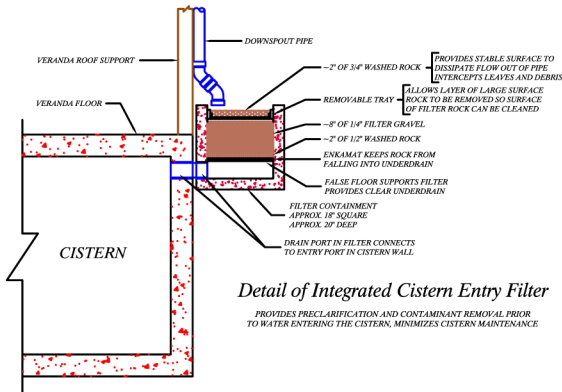 DOWNSPOUT PIPE
VERANDA ROOF SUPPORT
~2" OF 3/4" WASHED ROCK
PROVIDES STABLE SURFACE TO
DISSIPATE FLOW OUT OF PIPE
INTERCEPTS LEAVES AND DEBRIS
VERANDA FLOOR
REMOVABLE TRAY
ALLOWS LAYER OF LARGE SURFACE
ROCK TO BE REMOVED SO SURFACE
OF FILTER ROCK CAN BE CLEANED
~8" OF 1/4" FILTER GRAVEL
~2" OF 1/2" WASHED ROCK
ENKAMAT KEEPS ROCK FROM
FALLING INTO UNDERDRAIN
FALSE FLOOR SUPPORTS FILTER
PROVIDES CLEAR UNDERDRAIN
FILTER CONTAINMENT
APPROX. 18" SQUARE
APPROX. 20" DEEP
DRAIN PORT IN FILTER CONNECTS
TO ENTRY PORT IN CISTERN WALL
CISTERN
Detail of Integrated Cistern Entry Filter
PROVIDES PRECLARIFICATION AND CONTAMINANT REMOVAL PRIOR
TO WATER ENTERING THE CISTERN, MINIMIZES CISTERN MAINTENANCE